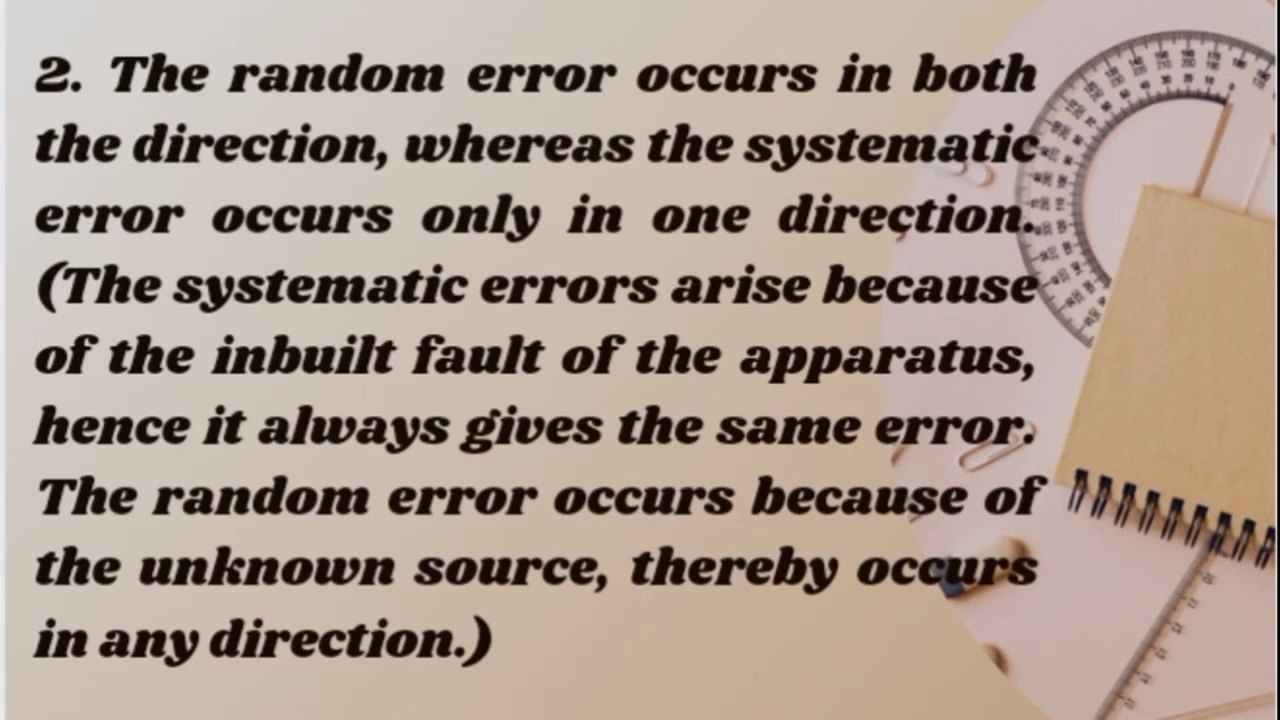 2. The random error occurs in both
the direction, whereas the systematic
error occurs only in one direction.
(The systematic errors arise because
of the inbuilt fault of the apparatus,
hence it always gives the same error.
The random error occurs because of
the unknown source, thereby occurs
in any direction.)